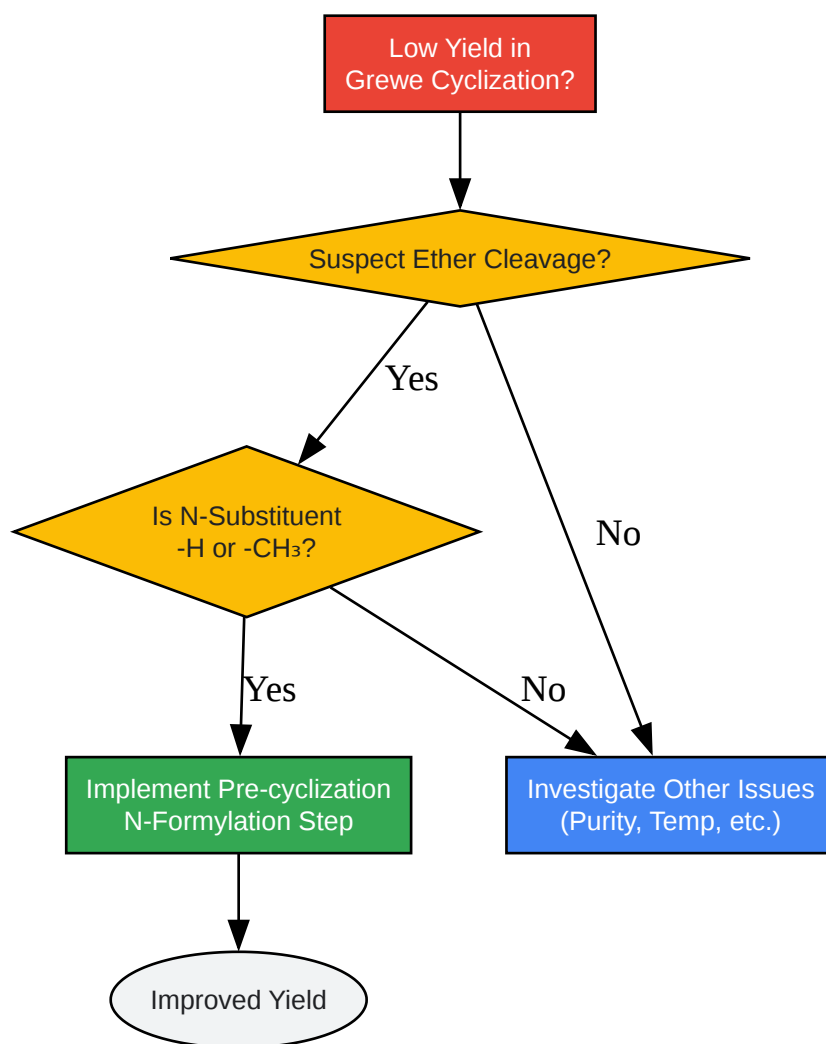 Low Yield in
Grewe Cyclization?
Suspect Ether Cleavage?
Yes
No
Is N-Substituent
-H or -CH₃?
Yes
No
Implement Pre-cyclization
N-Formylation Step
Investigate Other Issues
(Purity, Temp, etc.)
Improved Yield